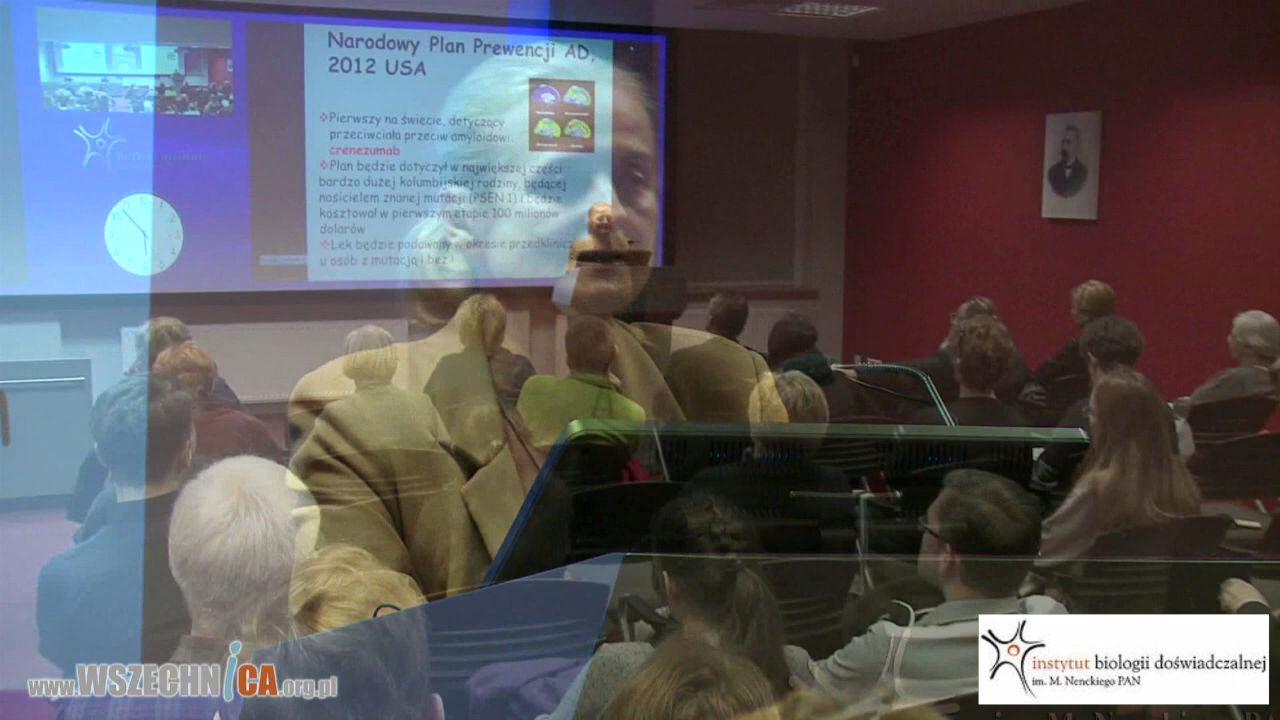 Narodowy Plan Prewencji AD,
2012 USA
❖Pierwszy na świecie, dotyczący
przeciwciała przeciw amyloidowi
crenezumab
❖Plan będzie dotyczył w największej części
bardzo dużej kolumbijskiej rodziny, będącej
nosicielem znanej mutacji (PSEN 1) i będzie
kosztował w pierwszym etapie 100 milionów
dolarów
❖Lek będzie podawany w okresie przedklinicz
u osób z mutacją i bez !
www.WSZECHNiCA.org.pl
instytut biologii doświadczalnej
im. M. Nenckiego PAN